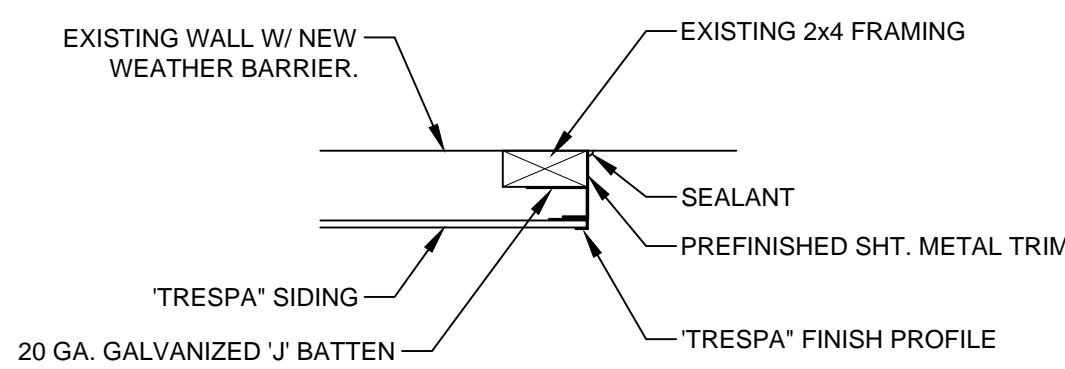 EXISTING WALL W/ NEW
WEATHER BARRIER.
EXISTING 2x4 FRAMING
SEALANT
PREFINISHED SHT. METAL TRIM
'TRESPA" SIDING
20 GA. GALVANIZED 'J' BATTEN
'TRESPA" FINISH PROFILE